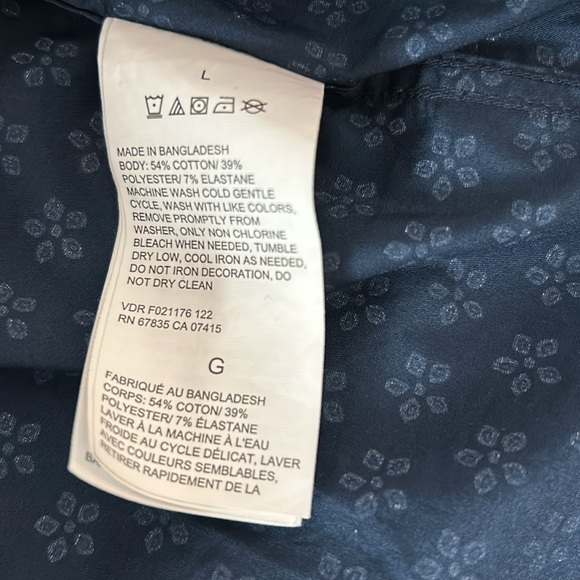 L
MADE IN BANGLADESH
BODY: 54% COTTON/ 39%
POLYESTER/ 7% ELASTANE
MACHINE WASH COLD GENTLE
CYCLE, WASH WITH LIKE COLORS,
REMOVE PROMPTLY FROM
WASHER, ONLY NON CHLORINE
BLEACH WHEN NEEDED, TUMBLE
DRY LOW, COOL IRON AS NEEDED,
DO NOT IRON DECORATION, DO
NOT DRY CLEAN
VDR F021176 122
RN 67835 CA 07415
G
FABRIQUÉ AU BANGLADESH
CORPS: 54% COTON/ 39%
POLYESTER/ 7% ÉLASTANE
LAVER À LA MACHINE À L'EAU
FROIDE AU CYCLE DÉLICAT, LAVER
AVEC COULEURS SEMBLABLES,
RETIRER RAPIDEMENT DE LA